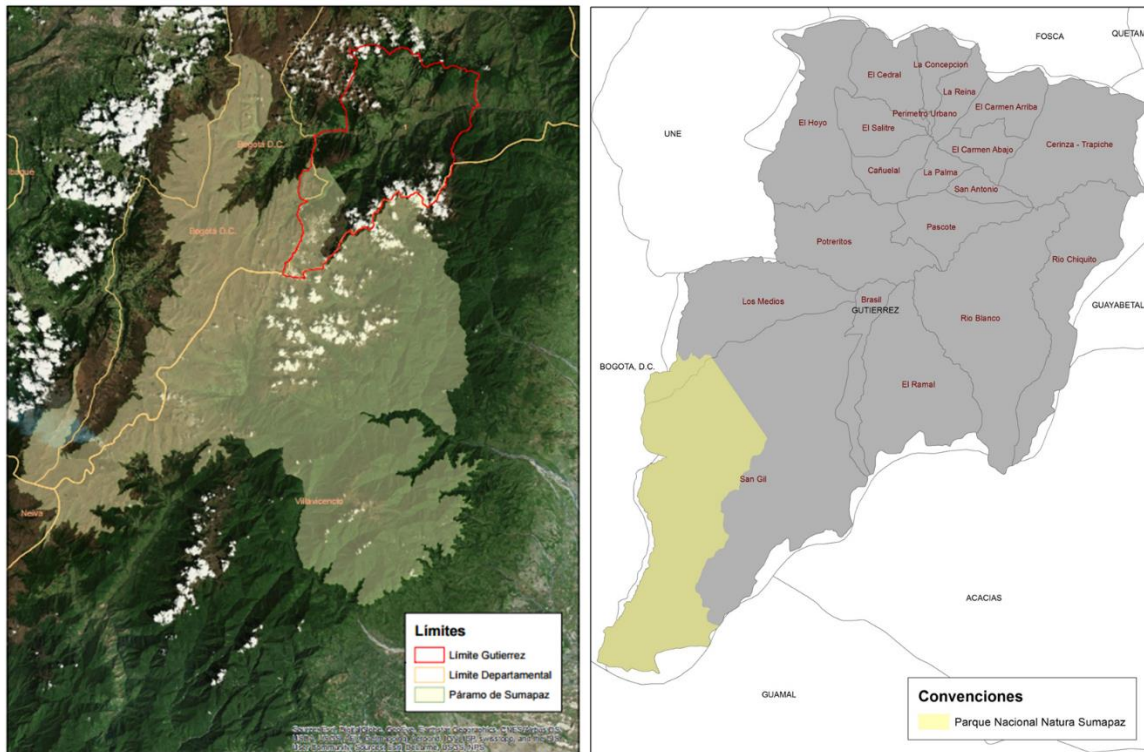 Ibagué
Bogotá D.C.
Bogotá D.C.
Villavicencio
Neiva
Límites
Límite Gutierrez
Límite Departamental
Páramo de Sumapaz
FOSCA
QUETAM
UNE
La Concepcion
El Cedral
La Reina
Perimetro Urbano
El Carmen Arriba
El Hoyo
El Salitre
El Carmen Abajo
Cerinza - Trapiche
Cañuelal
La Palma
San Antonio
Pascote
Potreritos
Rio Chiquito
Los Medios
Brasil
GUTIERREZ
Rio Blanco
GUAYABETAL
BOGOTA, D.C.
El Ramal
San Gil
ACACIAS
GUAMAL
Convenciones
Parque Nacional Natura Sumapaz